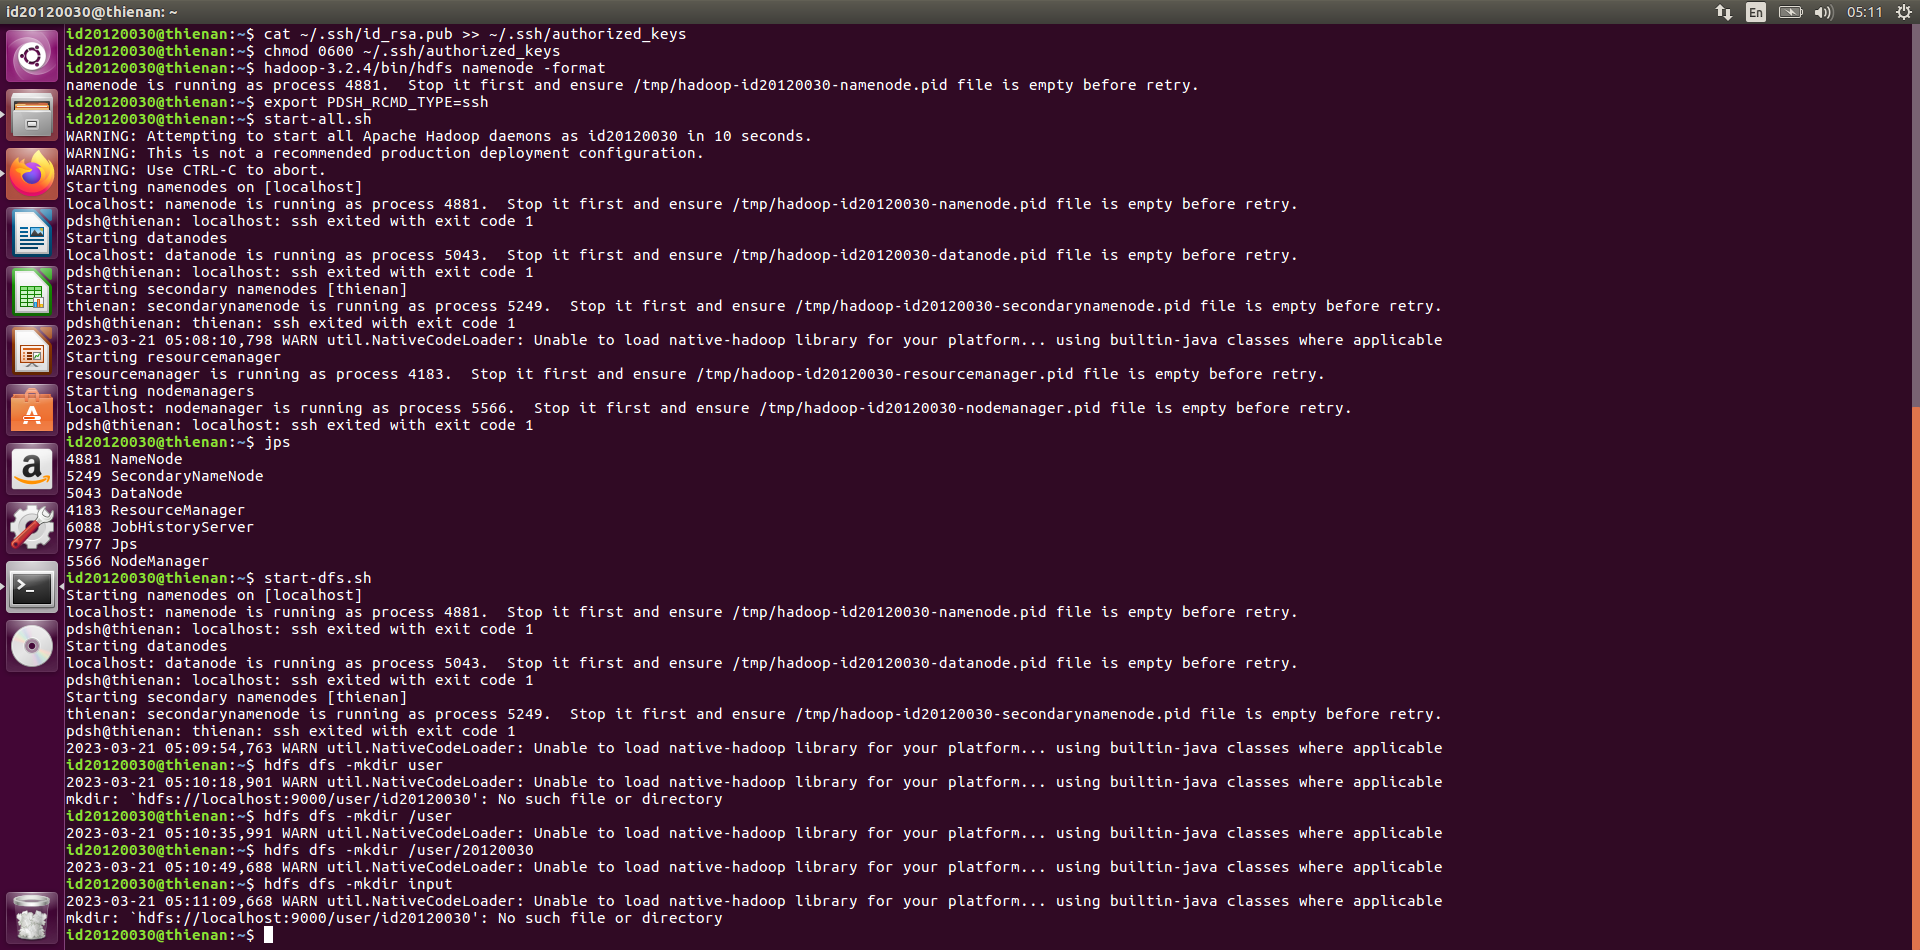 id20120030@thienan: ~
En
05:11
id20120030@thienan:~$ cat ~/.ssh/id_rsa.pub >> ~/.ssh/authorized_keys
id20120030@thienan:~$ chmod 0600 ~/.ssh/authorized_keys
id20120030@thienan:~$ hadoop-3.2.4/bin/hdfs namenode -format
namenode is running as process 4881.  Stop it first and ensure /tmp/hadoop-id20120030-namenode.pid file is empty before retry.
id20120030@thienan:~$ export PDSH_RCMD_TYPE=ssh
id20120030@thienan:~$ start-all.sh
WARNING: Attempting to start all Apache Hadoop daemons as id20120030 in 10 seconds.
WARNING: This is not a recommended production deployment configuration.
WARNING: Use CTRL-C to abort.
Starting namenodes on [localhost]
localhost: namenode is running as process 4881.  Stop it first and ensure /tmp/hadoop-id20120030-namenode.pid file is empty before retry.
pdsh@thienan: localhost: ssh exited with exit code 1
Starting datanodes
localhost: datanode is running as process 5043.  Stop it first and ensure /tmp/hadoop-id20120030-datanode.pid file is empty before retry.
pdsh@thienan: localhost: ssh exited with exit code 1
Starting secondary namenodes [thienan]
thienan: secondarynamenode is running as process 5249.  Stop it first and ensure /tmp/hadoop-id20120030-secondarynamenode.pid file is empty before retry.
pdsh@thienan: thienan: ssh exited with exit code 1
2023-03-21 05:08:10,798 WARN util.NativeCodeLoader: Unable to load native-hadoop library for your platform... using builtin-java classes where applicable
Starting resourcemanager
resourcemanager is running as process 4183.  Stop it first and ensure /tmp/hadoop-id20120030-resourcemanager.pid file is empty before retry.
Starting nodemanagers
localhost: nodemanager is running as process 5566.  Stop it first and ensure /tmp/hadoop-id20120030-nodemanager.pid file is empty before retry.
pdsh@thienan: localhost: ssh exited with exit code 1
id20120030@thienan:~$ jps
4881 NameNode
5249 SecondaryNameNode
5043 DataNode
4183 ResourceManager
6088 JobHistoryServer
7977 Jps
5566 NodeManager
id20120030@thienan:~$ start-dfs.sh
Starting namenodes on [localhost]
localhost: namenode is running as process 4881.  Stop it first and ensure /tmp/hadoop-id20120030-namenode.pid file is empty before retry.
pdsh@thienan: localhost: ssh exited with exit code 1
Starting datanodes
localhost: datanode is running as process 5043.  Stop it first and ensure /tmp/hadoop-id20120030-datanode.pid file is empty before retry.
pdsh@thienan: localhost: ssh exited with exit code 1
Starting secondary namenodes [thienan]
thienan: secondarynamenode is running as process 5249.  Stop it first and ensure /tmp/hadoop-id20120030-secondarynamenode.pid file is empty before retry.
pdsh@thienan: thienan: ssh exited with exit code 1
2023-03-21 05:09:54,763 WARN util.NativeCodeLoader: Unable to load native-hadoop library for your platform... using builtin-java classes where applicable
id20120030@thienan:~$ hdfs dfs -mkdir user
2023-03-21 05:10:18,901 WARN util.NativeCodeLoader: Unable to load native-hadoop library for your platform... using builtin-java classes where applicable
mkdir: `hdfs://localhost:9000/user/id20120030': No such file or directory
id20120030@thienan:~$ hdfs dfs -mkdir /user
2023-03-21 05:10:35,991 WARN util.NativeCodeLoader: Unable to load native-hadoop library for your platform... using builtin-java classes where applicable
id20120030@thienan:~$ hdfs dfs -mkdir /user/20120030
2023-03-21 05:10:49,688 WARN util.NativeCodeLoader: Unable to load native-hadoop library for your platform... using builtin-java classes where applicable
id20120030@thienan:~$ hdfs dfs -mkdir input
2023-03-21 05:11:09,668 WARN util.NativeCodeLoader: Unable to load native-hadoop library for your platform... using builtin-java classes where applicable
mkdir: `hdfs://localhost:9000/user/id20120030': No such file or directory
id20120030@thienan:~$